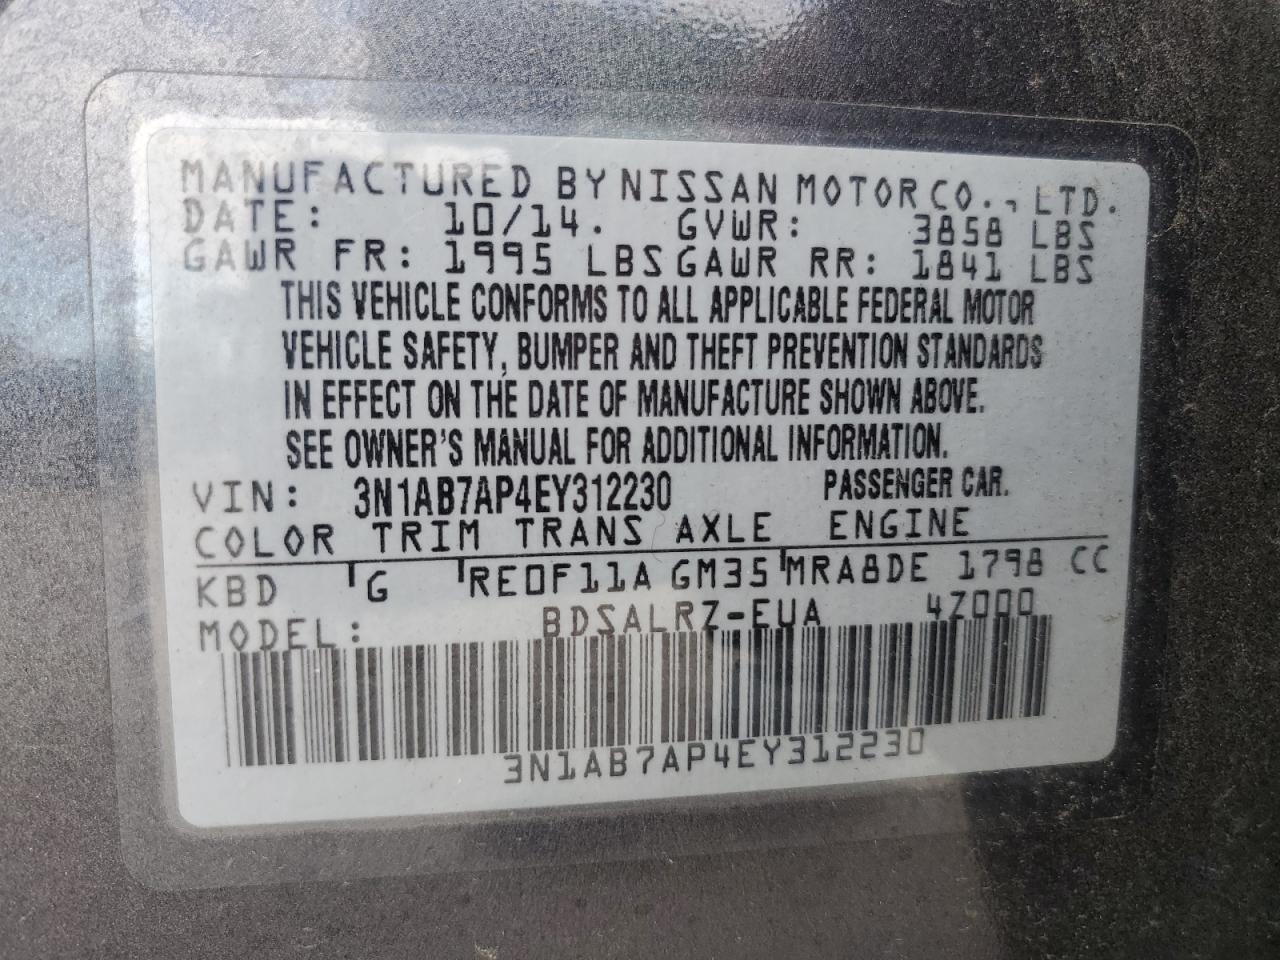 MANUFACTURED BY NISSAN MOTOR CO., LTD.
DATE: 10/14. GVWR: 3858 LBS
GAWR FR: 1995 LBS GAWR RR: 1841 LBS
THIS VEHICLE CONFORMS TO ALL APPLICABLE FEDERAL MOTOR
VEHICLE SAFETY, BUMPER AND THEFT PREVENTION STANDARDS
IN EFFECT ON THE DATE OF MANUFACTURE SHOWN ABOVE.
SEE OWNER'S MANUAL FOR ADDITIONAL INFORMATION.
VIN: 3N1AB7AP4EY312230 PASSENGER CAR.
COLOR TRIM TRANS AXLE ENGINE
KBD G RE0F11A GM35 MRA8DE 1798 CC
MODEL: BDSALRZ-EUA 4Z000
3N1AB7AP4EY312230